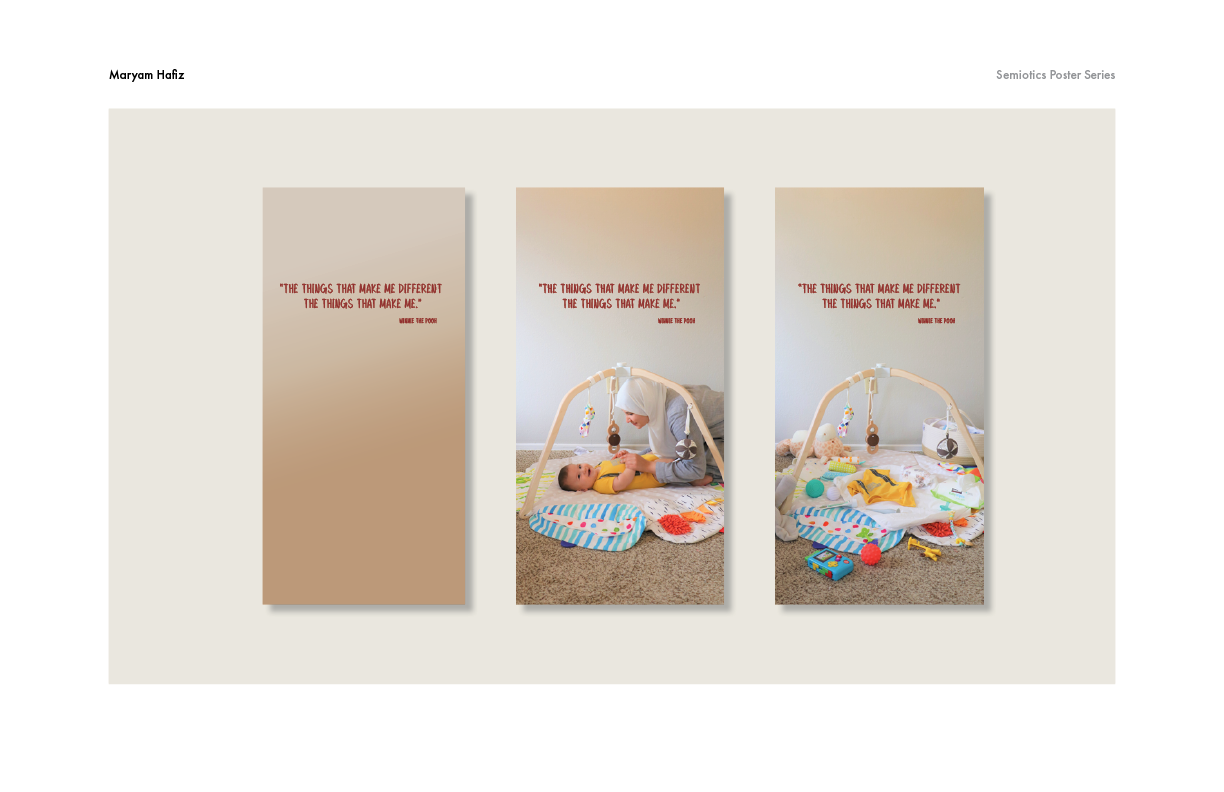 Maryam Hafiz
Semiotics Poster Series
"THE THINGS THAT MAKE ME DIFFERENT
THE THINGS THAT MAKE ME."
WINNIE THE POOH
"THE THINGS THAT MAKE ME DIFFERENT
THE THINGS THAT MAKE ME."
WINNIE THE POOH
"THE THINGS THAT MAKE ME DIFFERENT
THE THINGS THAT MAKE ME."
WINNIE THE POOH